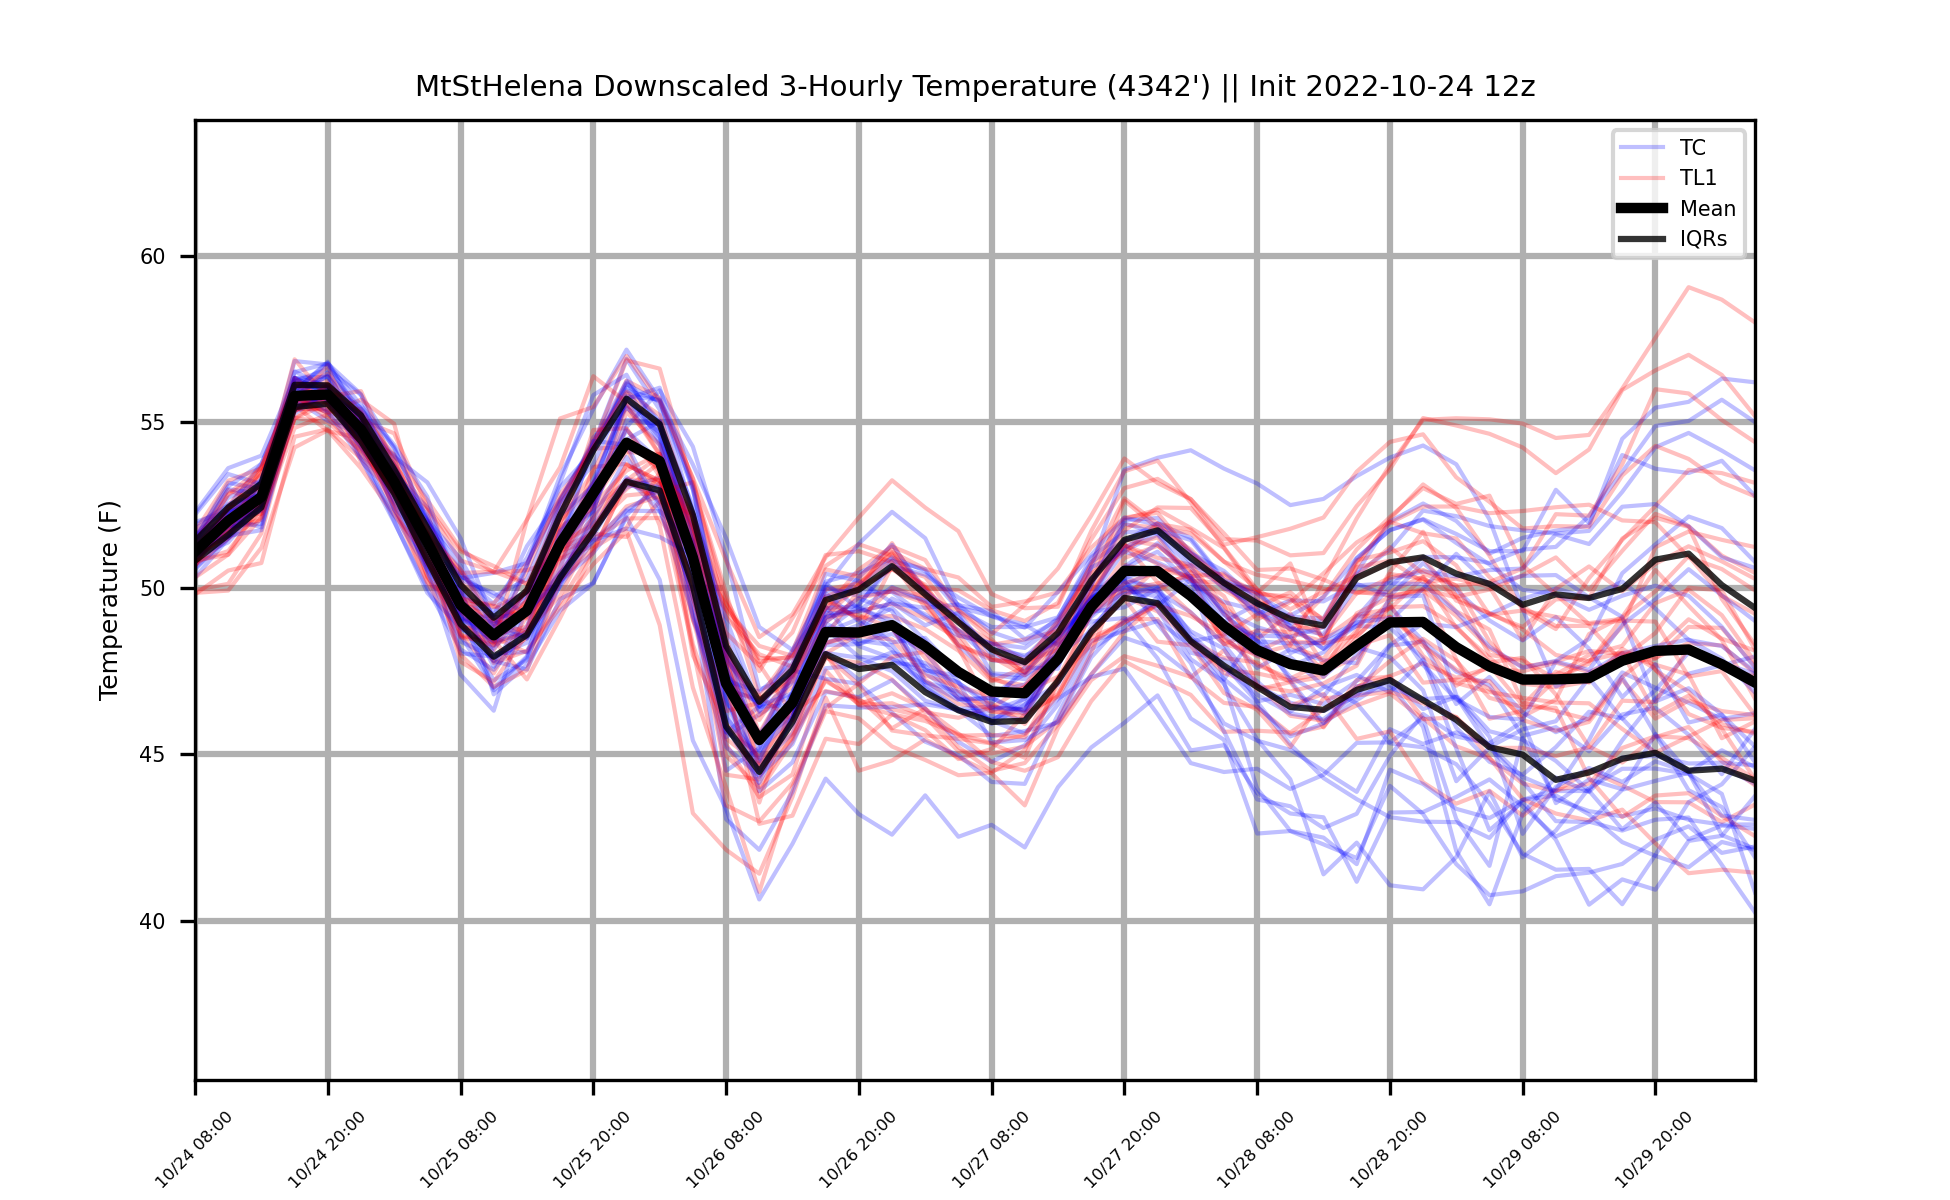 MtStHelena Downscaled 3-Hourly Temperature (4342') || Init 2022-10-24 12z
TC
TL1
Mean
IQRs
Temperature (F)
60
55
50
45
40
10/24 08:00
10/24 20:00
10/25 08:00
10/25 20:00
10/26 08:00
10/26 20:00
10/27 08:00
10/27 20:00
10/28 08:00
10/28 20:00
10/29 08:00
10/29 20:00